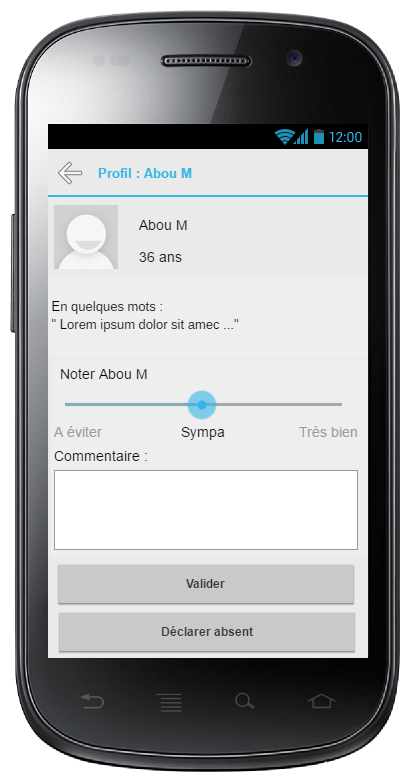 12:00
Profil : Abou M
Abou M
36 ans
En quelques mots :
" Lorem ipsum dolor sit amec ..."
Noter Abou M
A éviter Sympa Très bien
Commentaire :
Valider
Déclarer absent